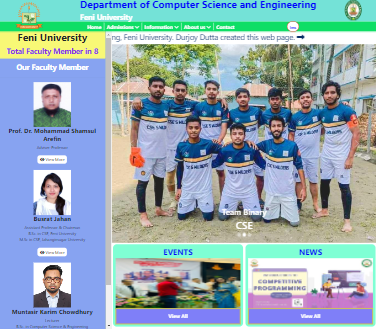 Department of Computer Science and Engineering
Feni University
Home Admissions Information About us Contact
Feni University
Total Faculty Member in 8
Our Faculty Member
Prof. Dr. Mohammad Shamsul
Arefin
Adviser Professor
View More
Busrat Jahan
Assistant Professor & Chairman
B.Sc. in CSE, Feni University
M.Sc in CSE, Jahangirnagar University
View More
Muntasir Karim Chowdhury
Lecturer
B.Sc. in Computer Science & Engineering
ng, Feni University. Durjoy Dutta created this web page.
Team Binary
CSE
EVENTS
View All
NEWS
COMPETITIVE
PROGRAMMING
View All